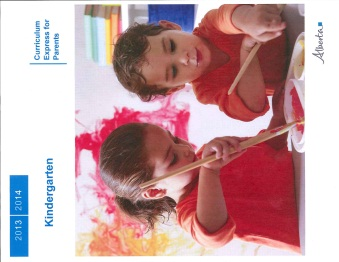 Curriculum
Express for
Parents
Kindergarten
2013 2014
Alberta